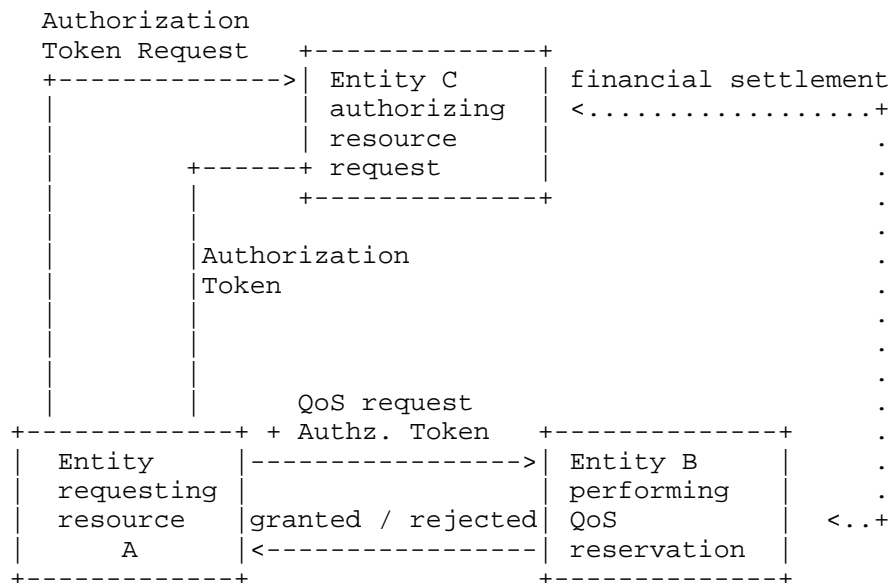 Authorization
Token Request
Entity C financial settlement
authorizing
resource
request
Authorization
Token
QoS request
+ Authz. Token
Entity Entity B
requesting performing
resource granted / rejected QoS
A reservation